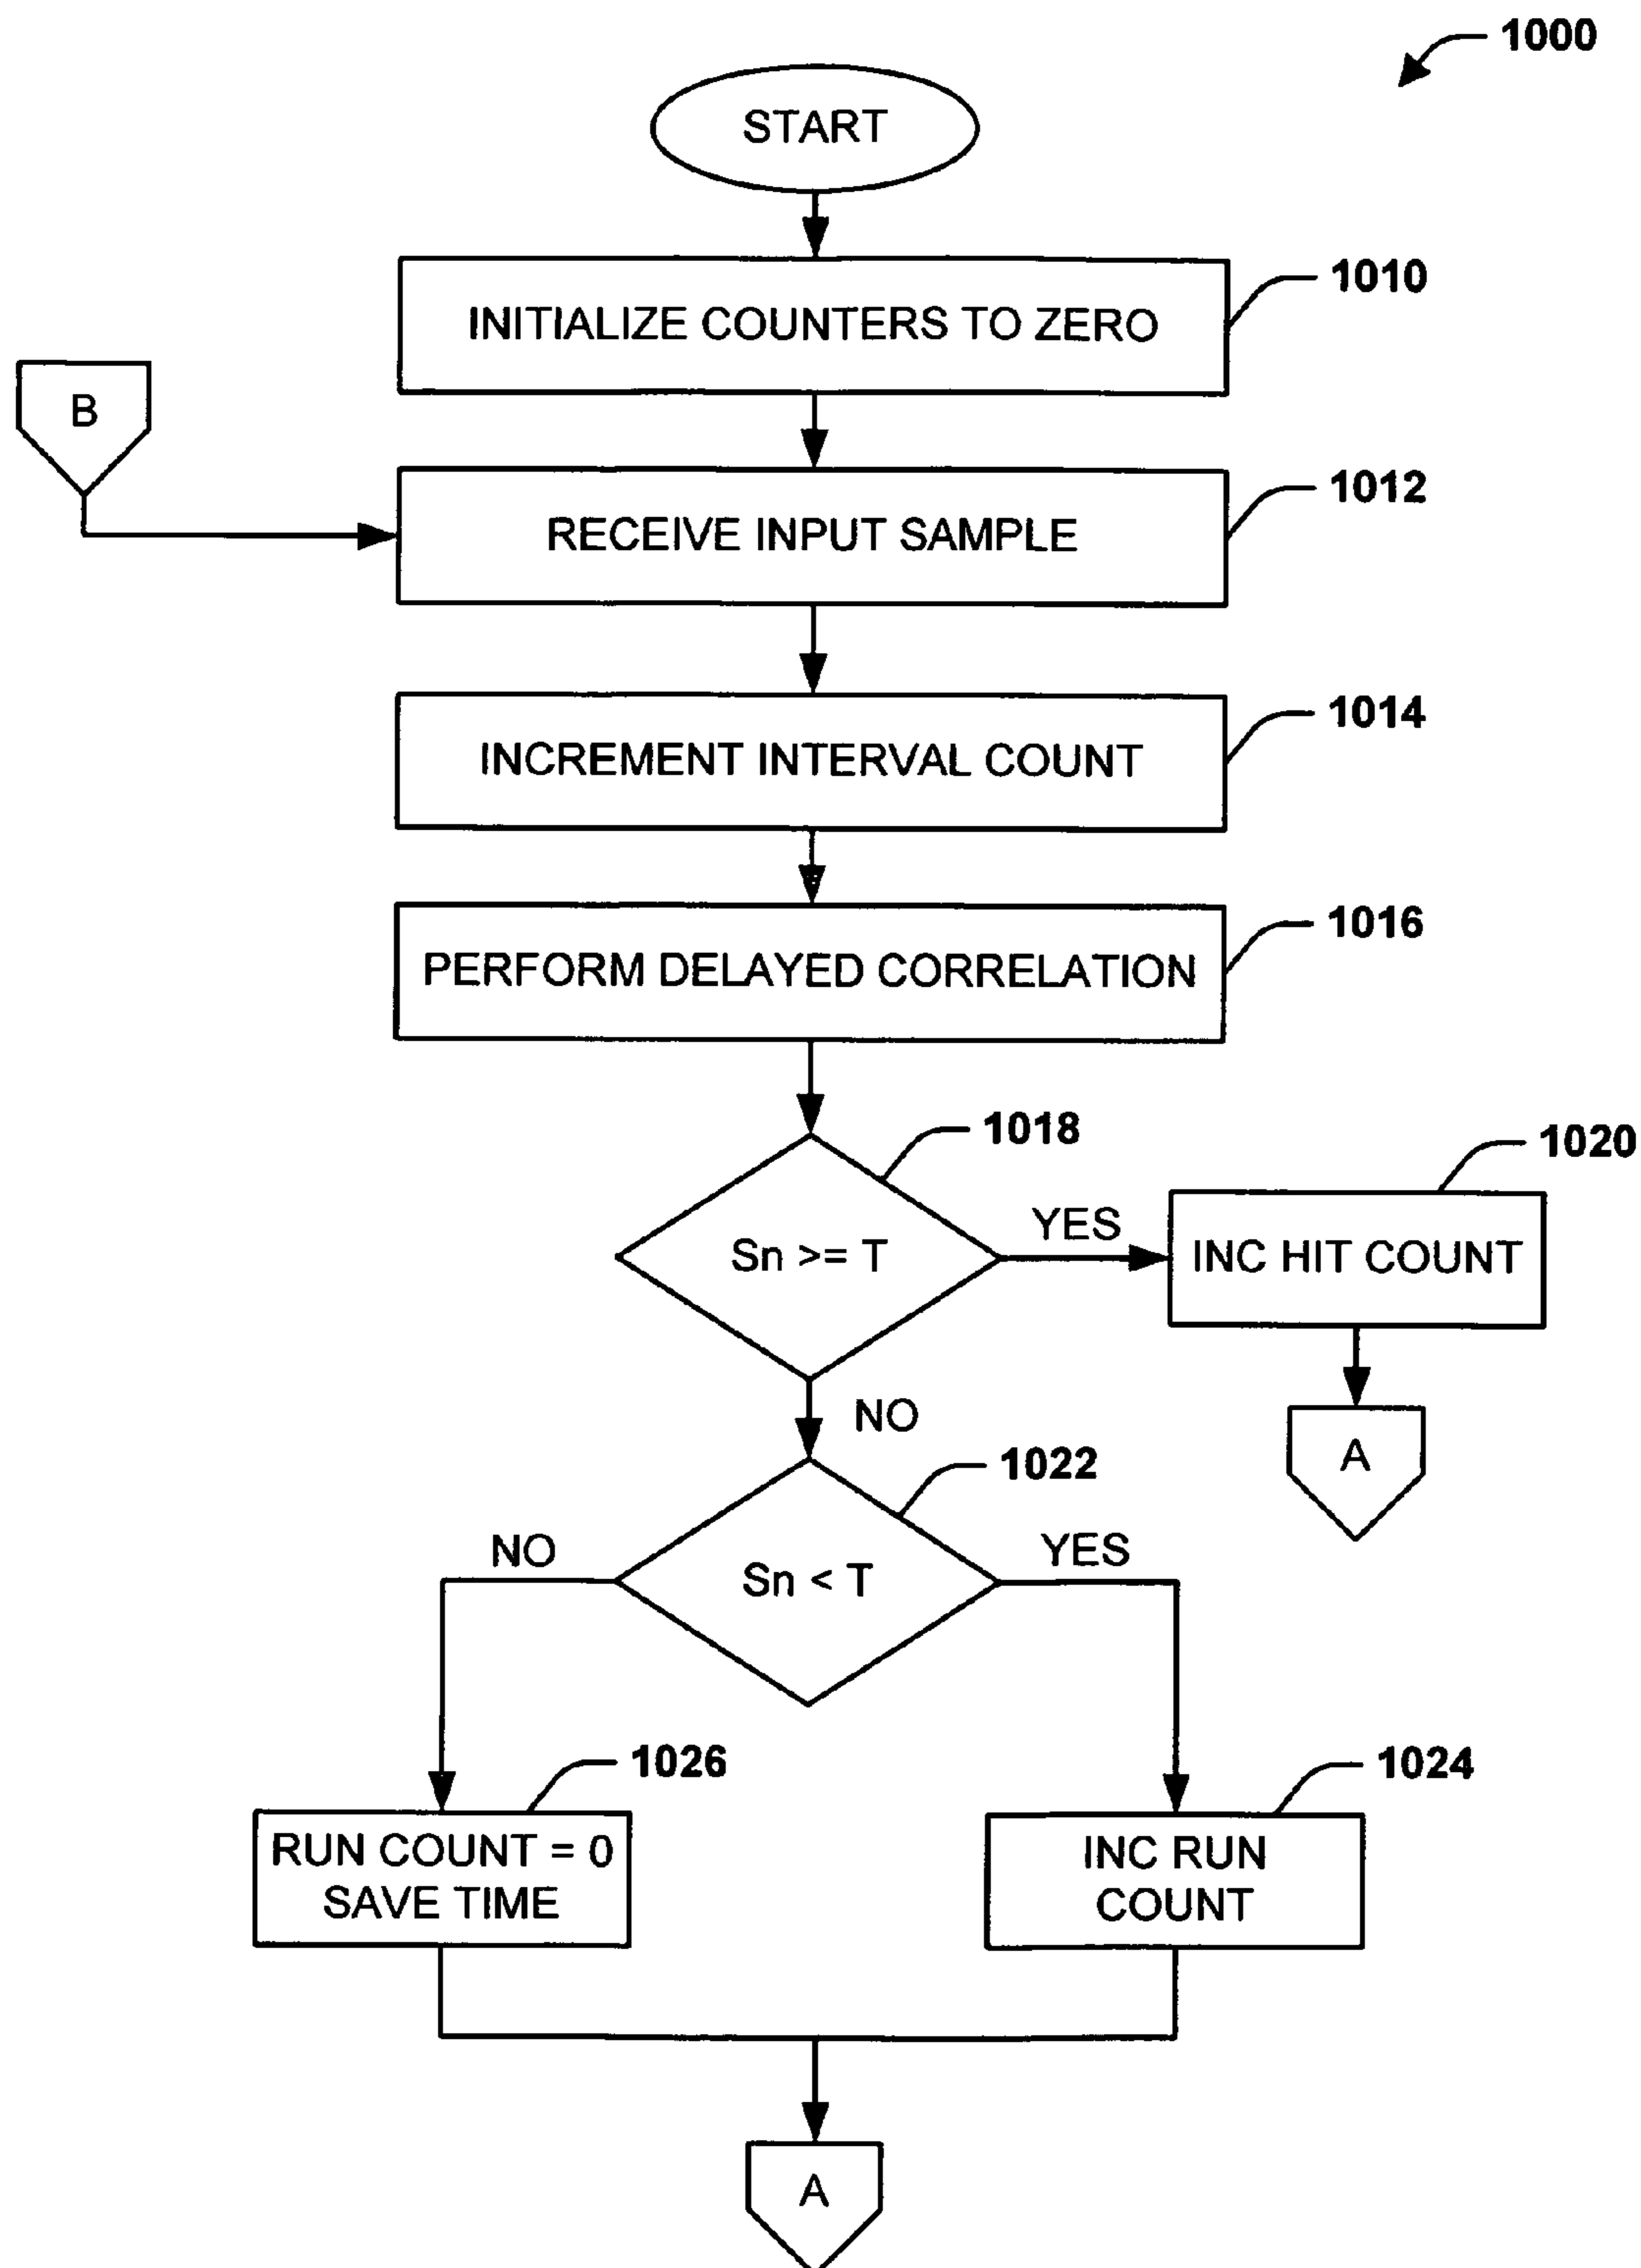 1000
START
INITIALIZE COUNTERS TO ZERO
1010
B
RECEIVE INPUT SAMPLE
1012
INCREMENT INTERVAL COUNT
1014
PERFORM DELAYED CORRELATION
1016
Sn >= T
1018
YES
INC HIT COUNT
1020
A
NO
Sn < T
1022
NO
YES
RUN COUNT = 0
SAVE TIME
1026
INC RUN
COUNT
1024
A